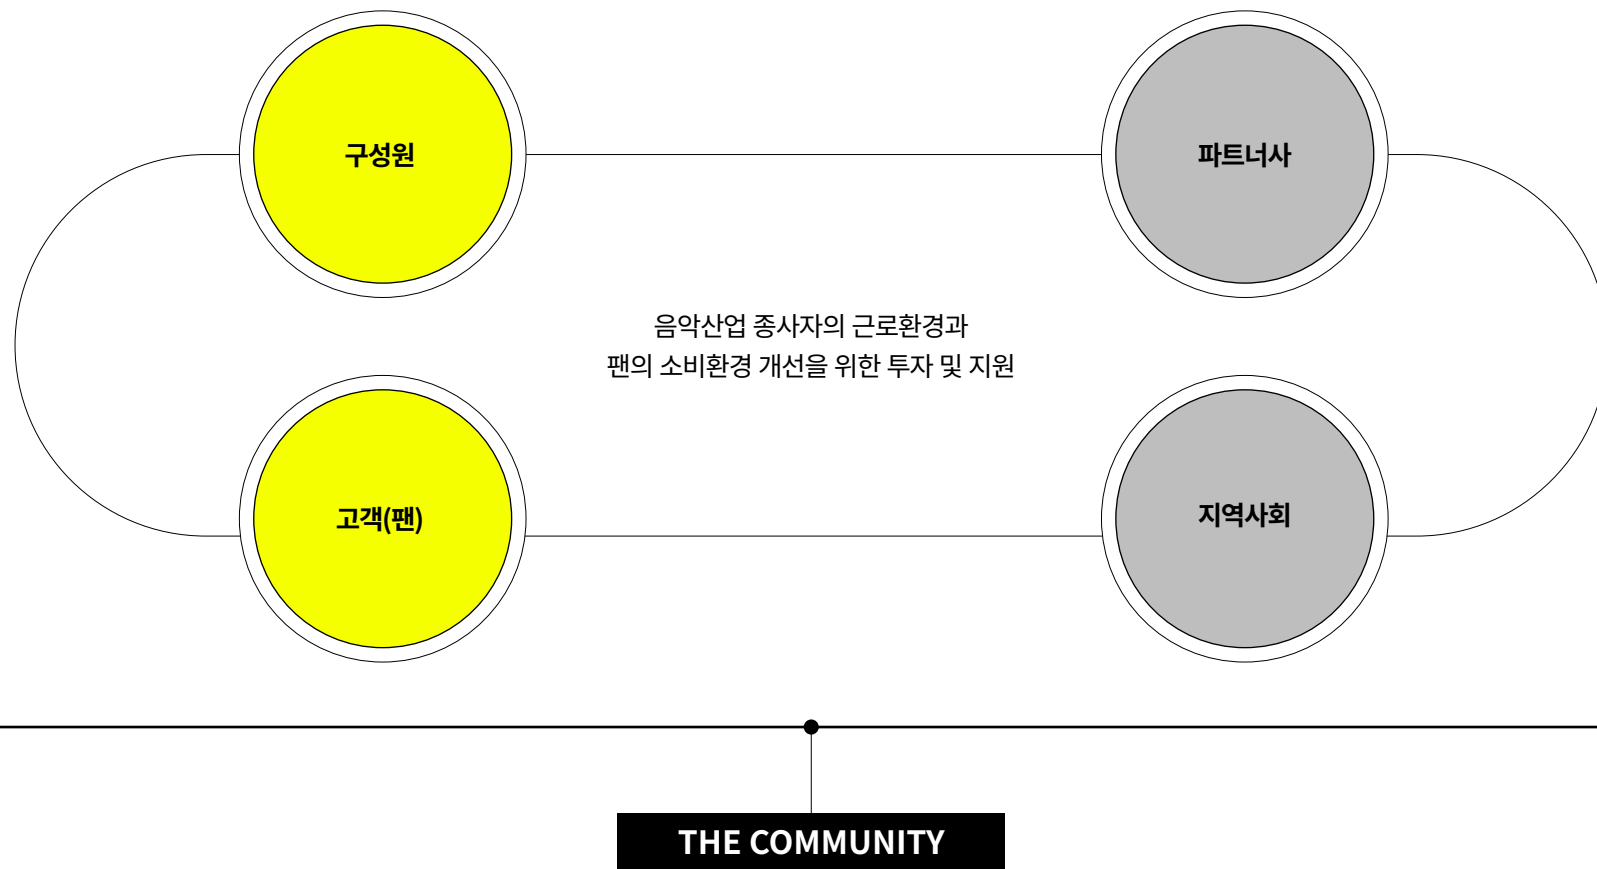 구성원
파트너사
음악산업 종사자의 근로환경과
팬의 소비환경 개선을 위한 투자 및 지원
고객(팬)
지역사회
THE COMMUNITY